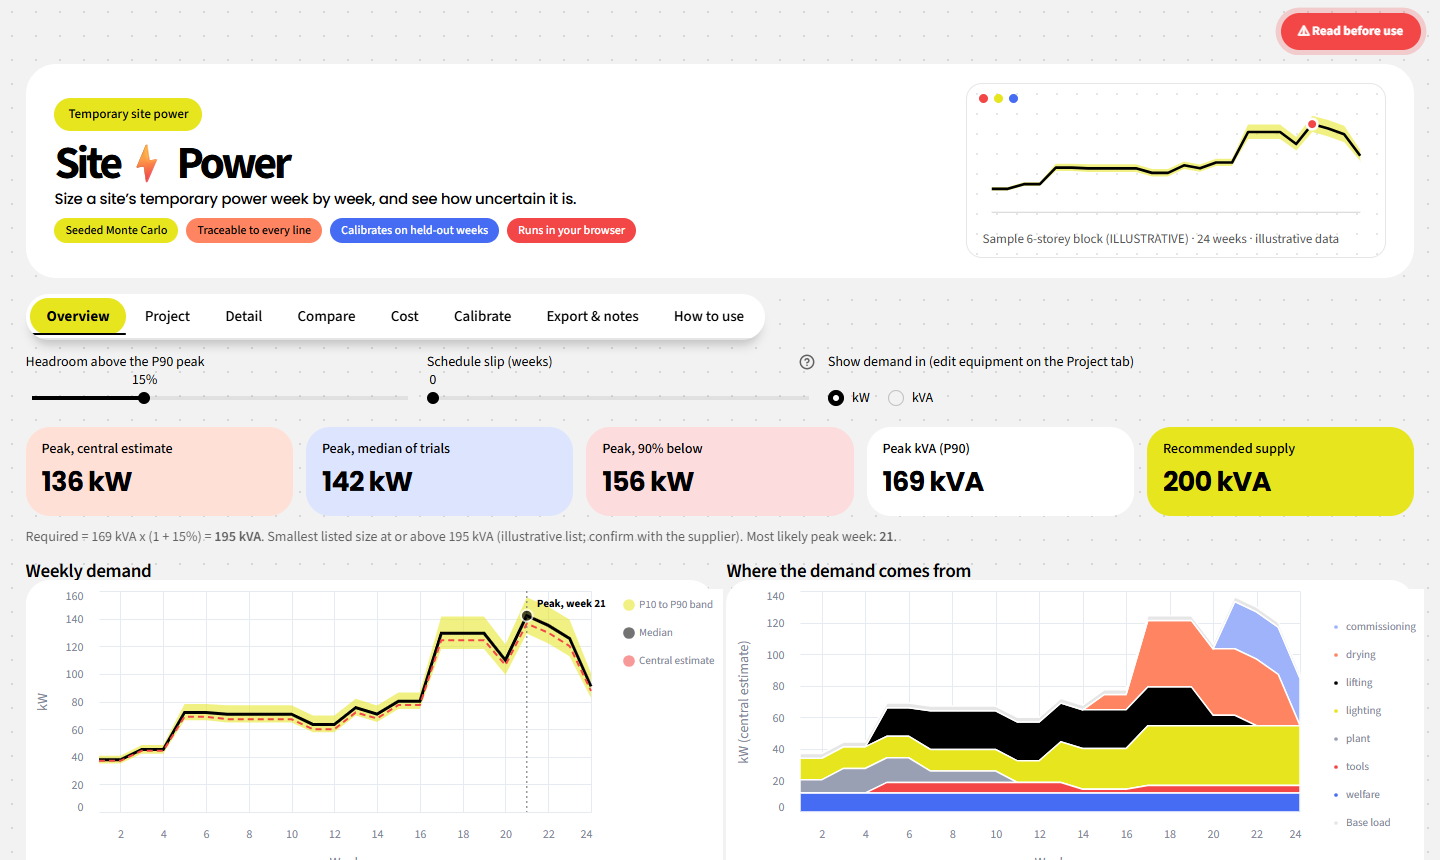 ⚠ Read before use
Temporary site power
Site ⚡ Power
Size a site's temporary power week by week, and see how uncertain it is.
Seeded Monte Carlo
Traceable to every line
Calibrates on held-out weeks
Runs in your browser
Sample 6-storey block (ILLUSTRATIVE) · 24 weeks · illustrative data
Overview
Project
Detail
Compare
Cost
Calibrate
Export & notes
How to use
Headroom above the P90 peak
15%
Schedule slip (weeks)
0
Show demand in (edit equipment on the Project tab)
kW
kVA
Peak, central estimate
136 kW
Peak, median of trials
142 kW
Peak, 90% below
156 kW
Peak kVA (P90)
169 kVA
Recommended supply
200 kVA
Required = 169 kVA x (1 + 15%) = 195 kVA. Smallest listed size at or above 195 kVA (illustrative list; confirm with the supplier). Most likely peak week: 21.
Weekly demand
160
140
120
100
80
60
40
20
0
kW
Peak, week 21
P10 to P90 band
Median
Central estimate
2 4 6 8 10 12 14 16 18 20 22 24
Where the demand comes from
140
120
100
80
60
40
20
0
kW (central estimate)
commissioning
drying
lifting
lighting
plant
tools
welfare
Base load
2 4 6 8 10 12 14 16 18 20 22 24